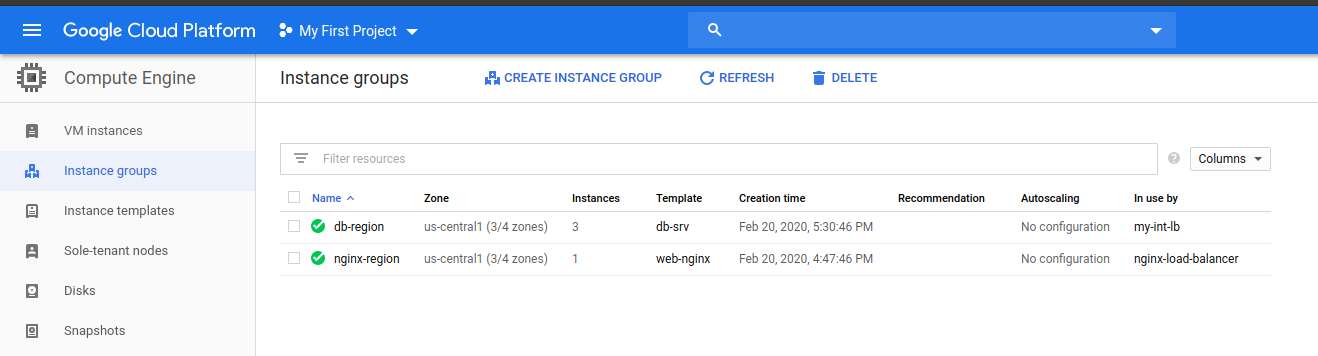 Google Cloud Platform My First Project
Compute Engine Instance groups CREATE INSTANCE GROUP REFRESH DELETE
VM instances
Instance groups
Instance templates
Sole-tenant nodes
Disks
Snapshots
Filter resources ? Columns
Name Zone Instances Template Creation time Recommendation Autoscaling In use by
db-region us-central1 (3/4 zones) 3 db-srv Feb 20, 2020, 5:30:46 PM No configuration my-int-lb
nginx-region us-central1 (3/4 zones) 1 web-nginx Feb 20, 2020, 4:47:46 PM No configuration nginx-load-balancer